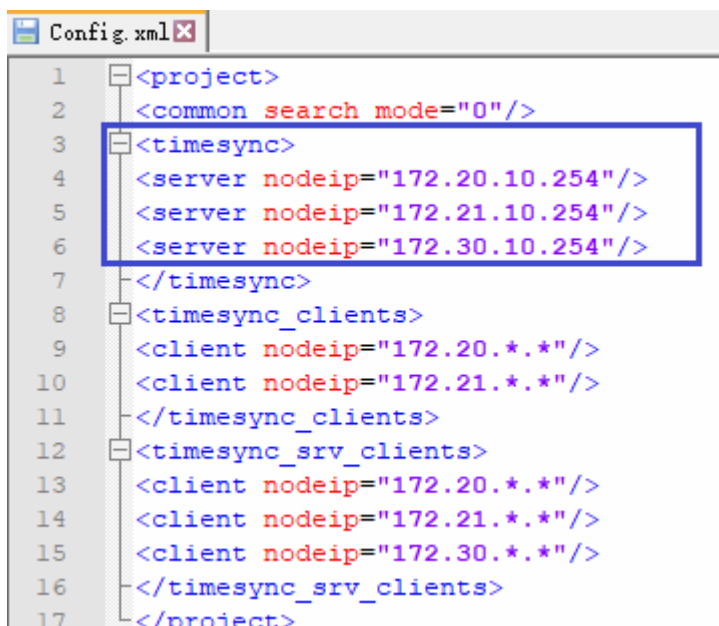 Config.xml
1 <project>
2 <common search mode="0"/>
3 <timesync>
4 <server nodeip="172.20.10.254"/>
5 <server nodeip="172.21.10.254"/>
6 <server nodeip="172.30.10.254"/>
7 </timesync>
8 <timesync_clients>
9 <client nodeip="172.20.*.*"/>
10 <client nodeip="172.21.*.*"/>
11 </timesync_clients>
12 <timesync_srv_clients>
13 <client nodeip="172.20.*.*"/>
14 <client nodeip="172.21.*.*"/>
15 <client nodeip="172.30.*.*"/>
16 </timesync_srv_clients>
17 </project>